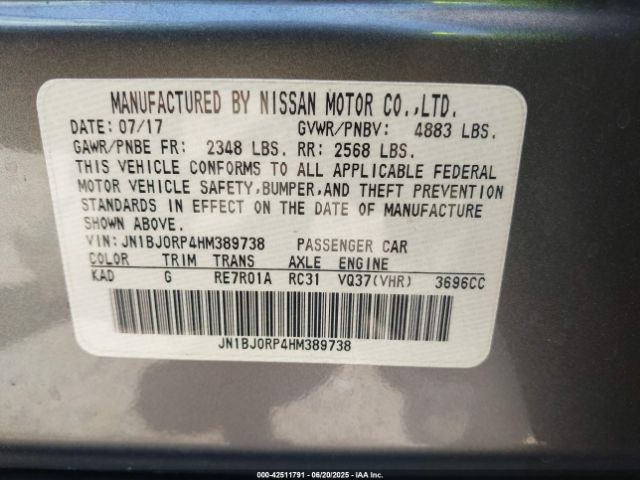 MANUFACTURED BY NISSAN MOTOR CO.,LTD.
DATE: 07/17 GVWR/PNBV: 4883 LBS.
GAWR/PNBE FR: 2348 LBS. RR: 2568 LBS.
THIS VEHICLE CONFORMS TO ALL APPLICABLE FEDERAL
MOTOR VEHICLE SAFETY,BUMPER,AND THEFT PREVENTION
STANDARDS IN EFFECT ON THE DATE OF MANUFACTURE
SHOWN ABOVE.
VIN:JN1BJ0RP4HM389738 PASSENGER CAR
COLOR TRIM TRANS AXLE ENGINE
KAD G RE7R01A RC31 VQ37(VHR) 3696CC
JN1BJ0RP4HM389738
000-42511791 | 06/20/2025 | IAA Inc.